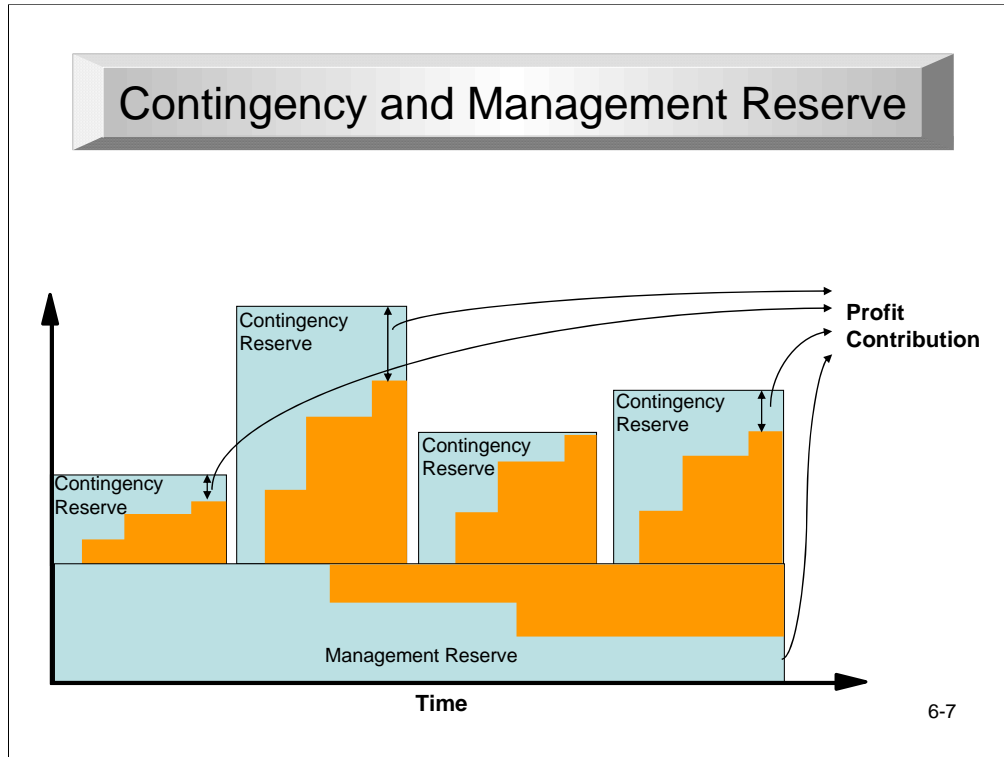 Contingency and Management Reserve
Contingency
Reserve
Contingency
Reserve
Contingency
Reserve
Contingency
Reserve
Profit
Contribution
Management Reserve
Time
6-7